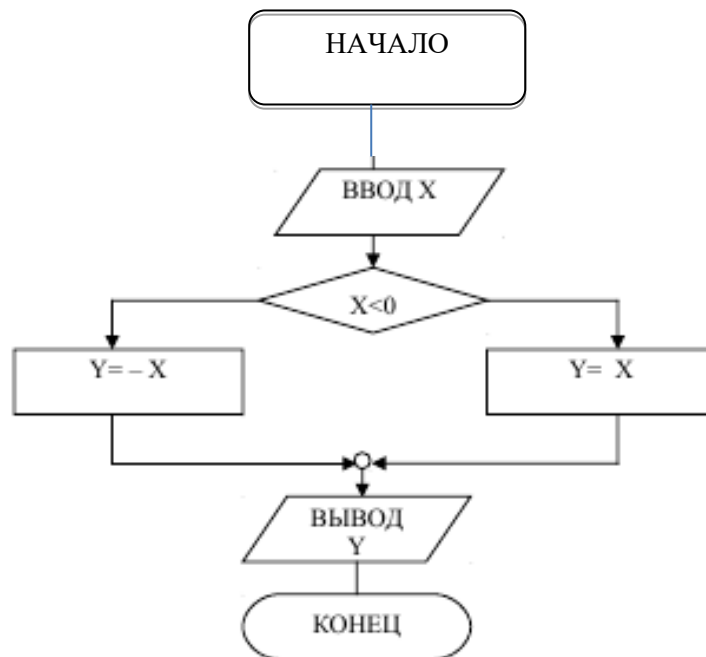 НАЧАЛО
ВВОД X
X<0
Y= – X
Y=  X
ВЫВОД
Y
КОНЕЦ